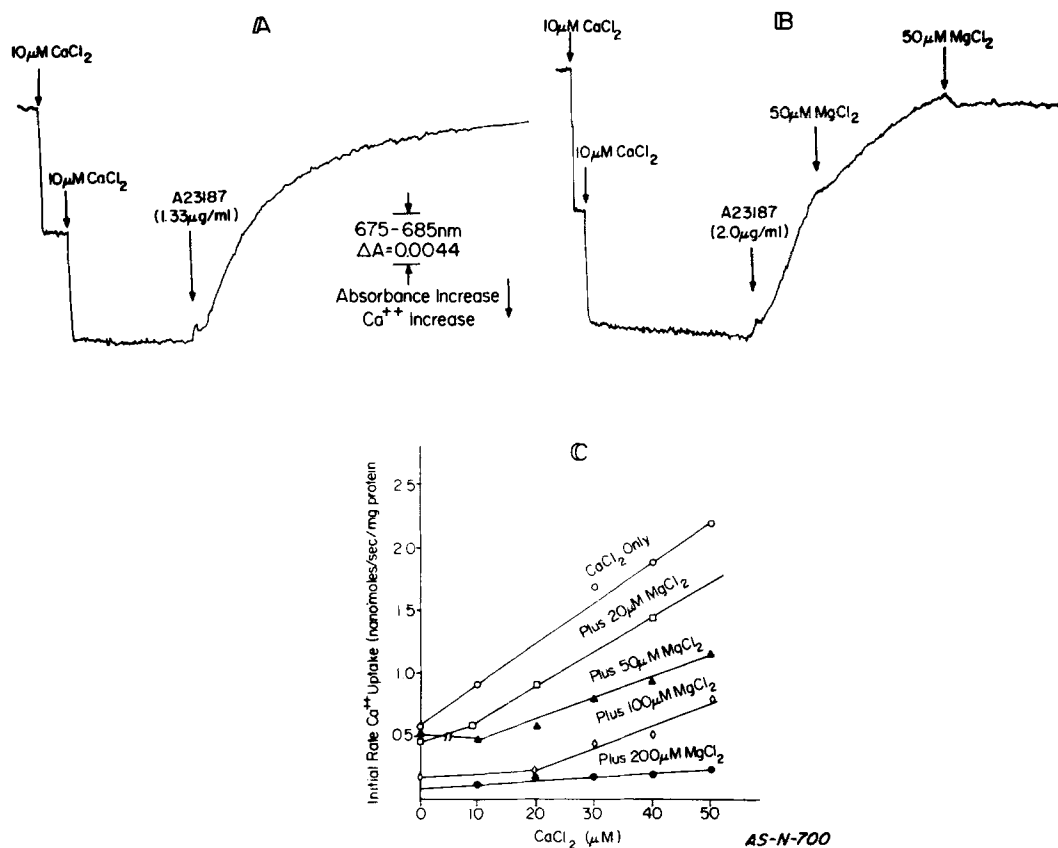 A
10μM CaCl2
10μM CaCl2
A23187
(1.33μg/ml)
675-685nm
ΔA=0.0044
Absorbance Increase
Ca++ Increase
B
10μM CaCl2
10μM CaCl2
A23187
(2.0μg/ml)
50μM MgCl2
50μM MgCl2
C
Initial Rate Ca++ Uptake (nanomoles/sec/mg protein)
2.5
2.0
1.5
1.0
0.5
0
10
20
30
40
50
CaCl2 (μM)
CaCl2 Only
Plus 20μM MgCl2
Plus 50μM MgCl2
Plus 100μM MgCl2
Plus 200μM MgCl2
AS-N-700